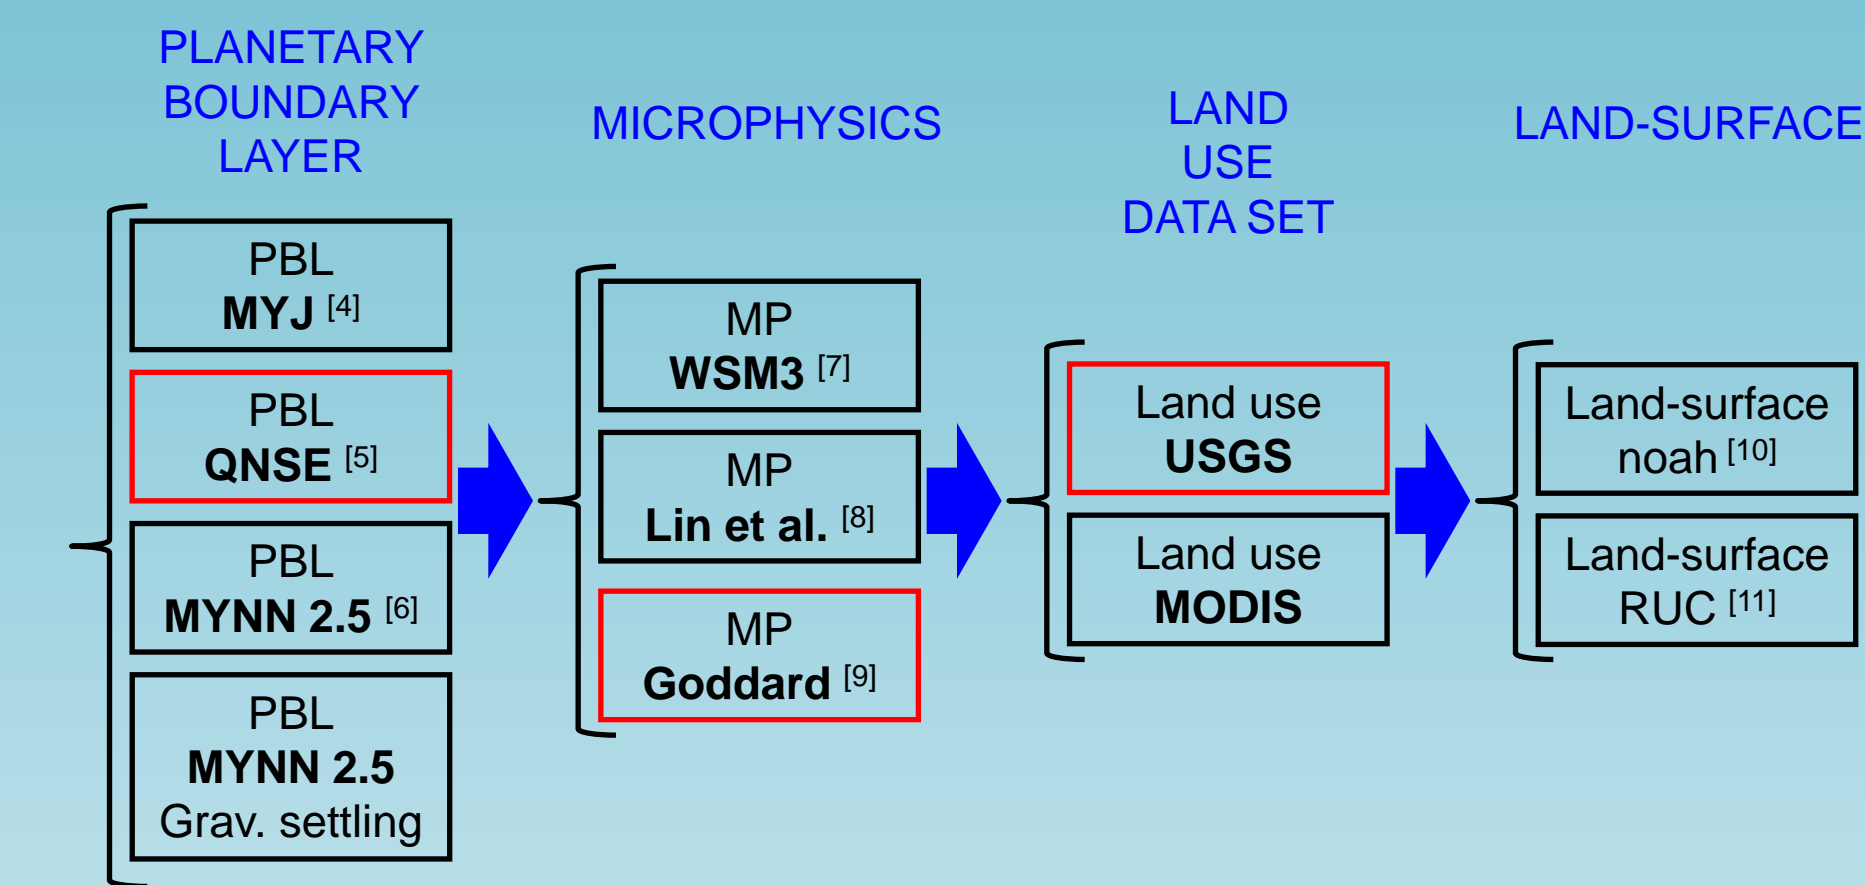 PLANETARY
BOUNDARY
LAYER
PBL
MYJ [4]
PBL
QNSE [5]
PBL
MYNN 2.5 [6]
PBL
MYNN 2.5
Grav. settling
MICROPHYSICS
MP
WSM3 [7]
MP
Lin et al. [8]
MP
Goddard [9]
LAND
USE
DATA SET
Land use
USGS
Land use
MODIS
LAND-SURFACE
Land-surface
noah [10]
Land-surface
RUC [11]